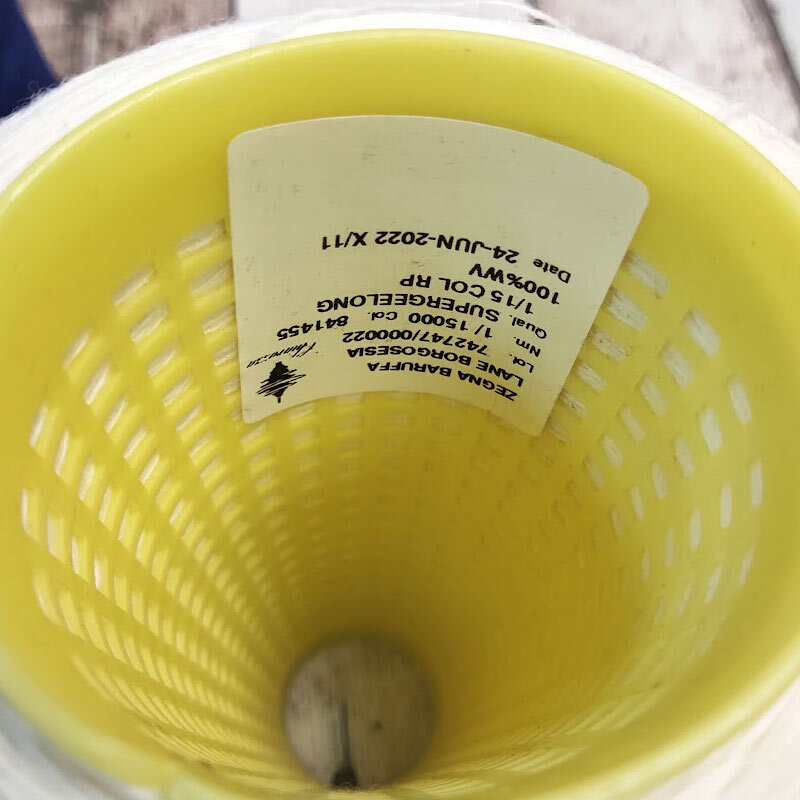 ZEGNA BARUFFA
LANE BORGOSESIA
Lot. 742747/000022
Nm. 1/15000 Col. 841455
Qual. SUPERGEELONG
1/15 COL RP
100%WV
Date 24-JUN-2022 X/11